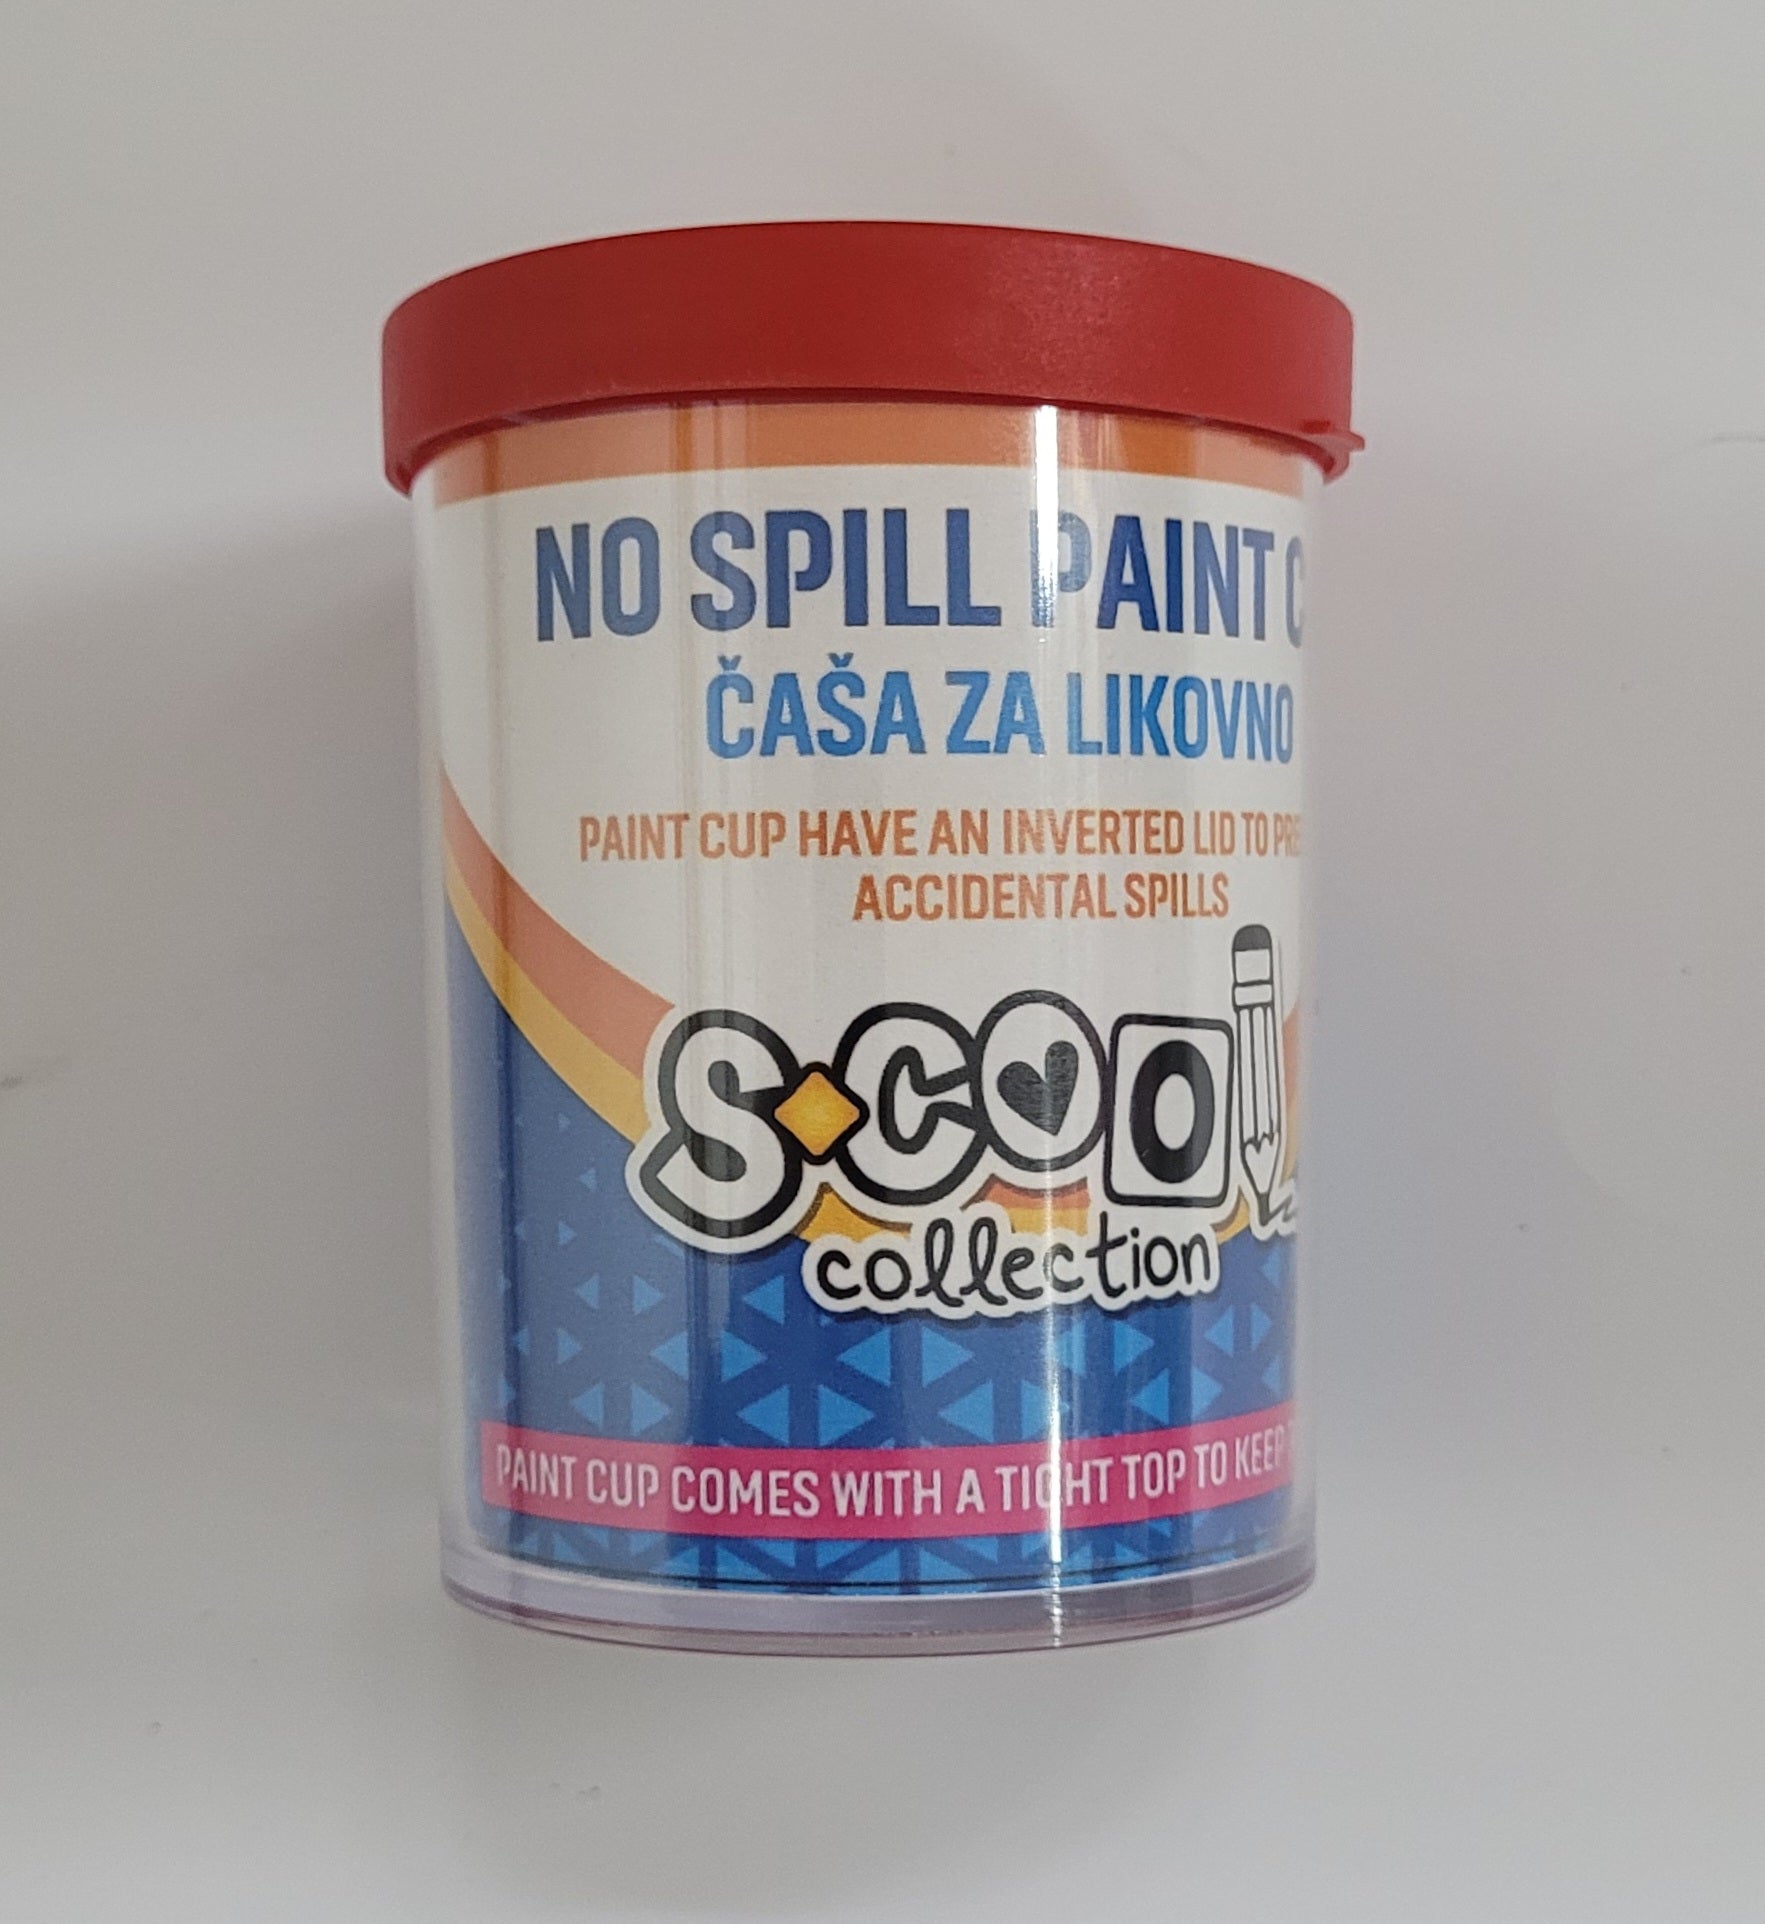 NO SPILL PAINT C
ČAŠA ZA LIKOVNO
PAINT CUP HAVE AN INVERTED LID TO PRE
ACCIDENTAL SPILLS
S·COOL
collection
PAINT CUP COMES WITH A TIGHT TOP TO KEEP